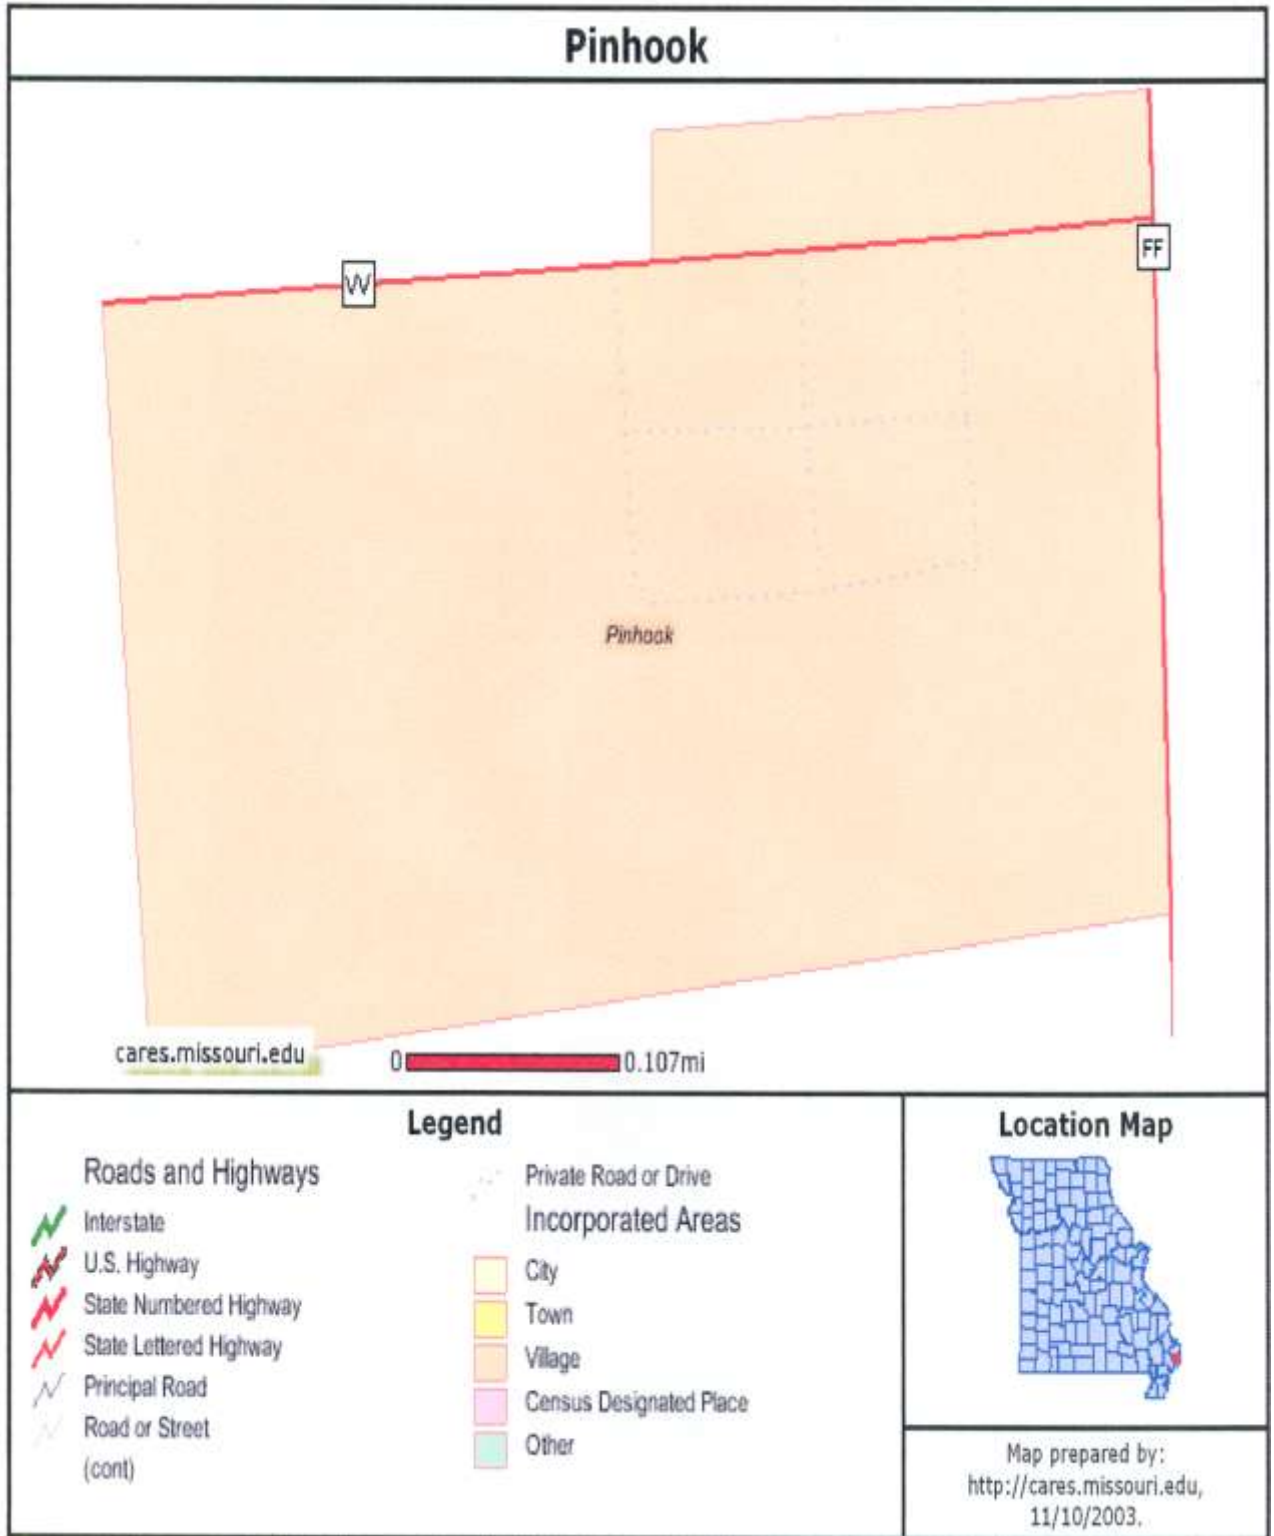 Pinhook
FF
VV
Pinhook
cares.missouri.edu
0
0.107mi
Legend
Roads and Highways
Interstate
U.S. Highway
State Numbered Highway
State Lettered Highway
Principal Road
Road or Street
(cont)
Private Road or Drive
Incorporated Areas
City
Town
Village
Census Designated Place
Other
Location Map
Map prepared by:
http://cares.missouri.edu,
11/10/2003.